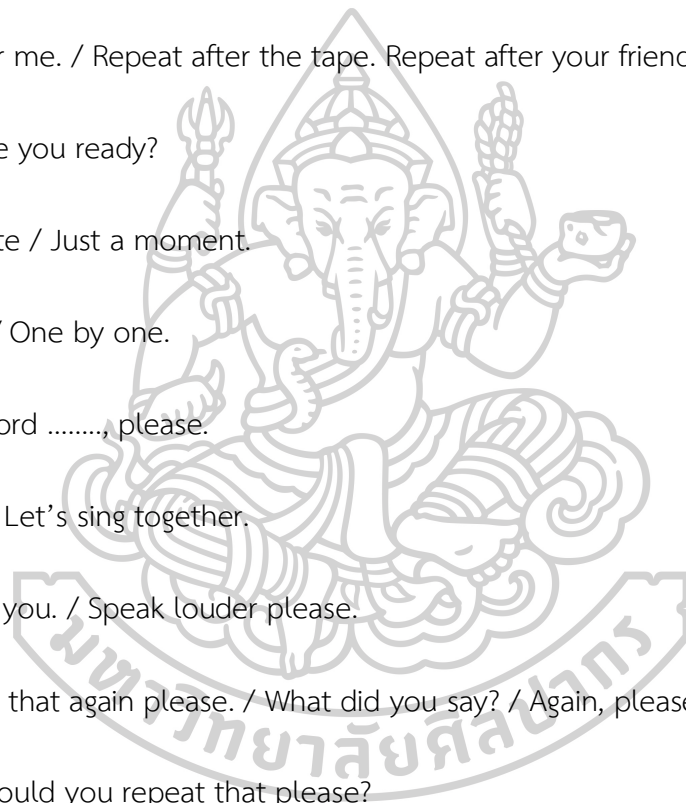 r me. / Repeat after the tape. Repeat after your friend
e you ready?
te / Just a moment.
/ One by one.
ord ........, please.
Let’s sing together.
you. / Speak louder please.
that again please. / What did you say? / Again, please
ould you repeat that please?
มหาวิทยาลัยศิลปากร